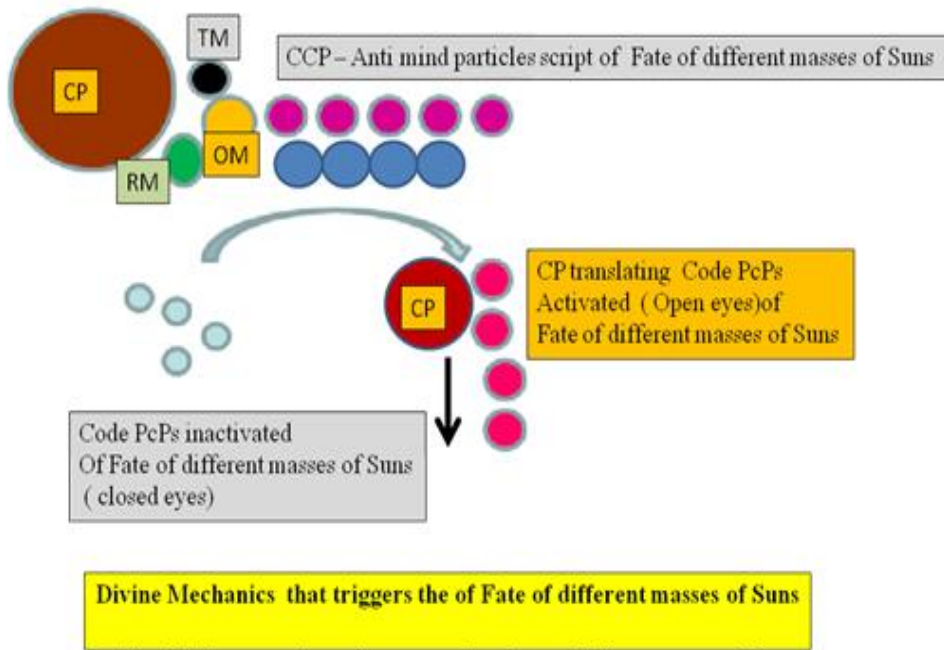 TM
CCP – Anti mind particles script of Fate of different masses of Suns
CP
OM
RM
CP translating Code PcPs
Activated ( Open eyes)of
Fate of different masses of Suns
CP
Code PcPs inactivated
Of Fate of different masses of Suns
( closed eyes)
Divine Mechanics that triggers the of Fate of different masses of Suns